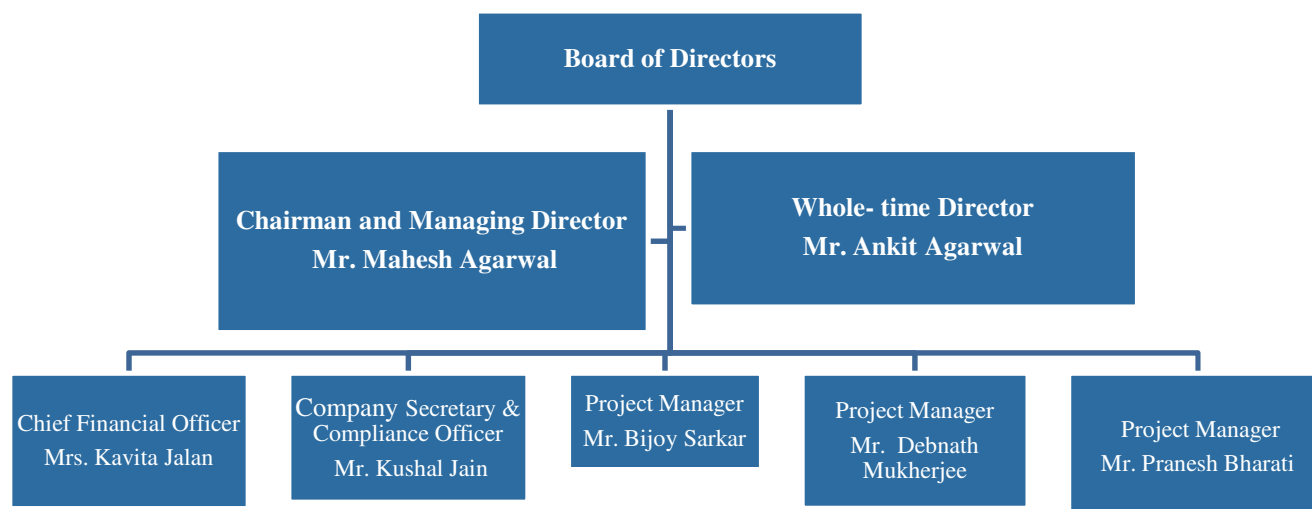 Board of Directors
Chairman and Managing Director
Mr. Mahesh Agarwal
Whole- time Director
Mr. Ankit Agarwal
Chief Financial Officer
Mrs. Kavita Jalan
Company Secretary &
Compliance Officer
Mr. Kushal Jain
Project Manager
Mr. Bijoy Sarkar
Project Manager
Mr. Debnath
Mukherjee
Project Manager
Mr. Pranesh Bharati